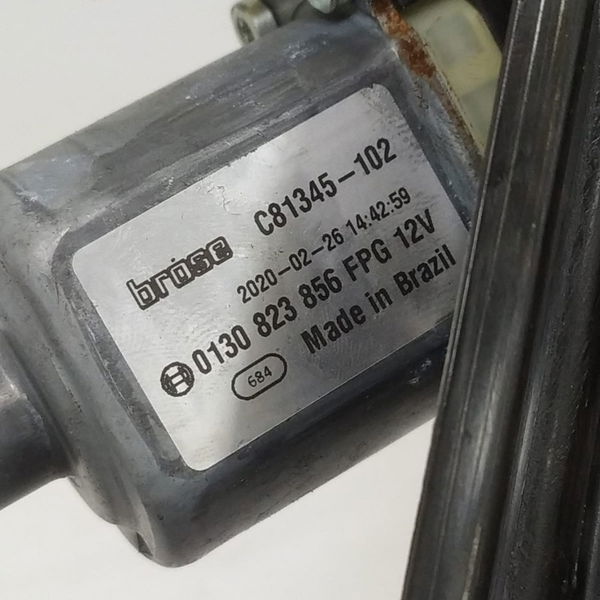 brose C81345-102
2020-02-26 14:42:59
0130 823 856 FPG 12V
684 Made in Brazil